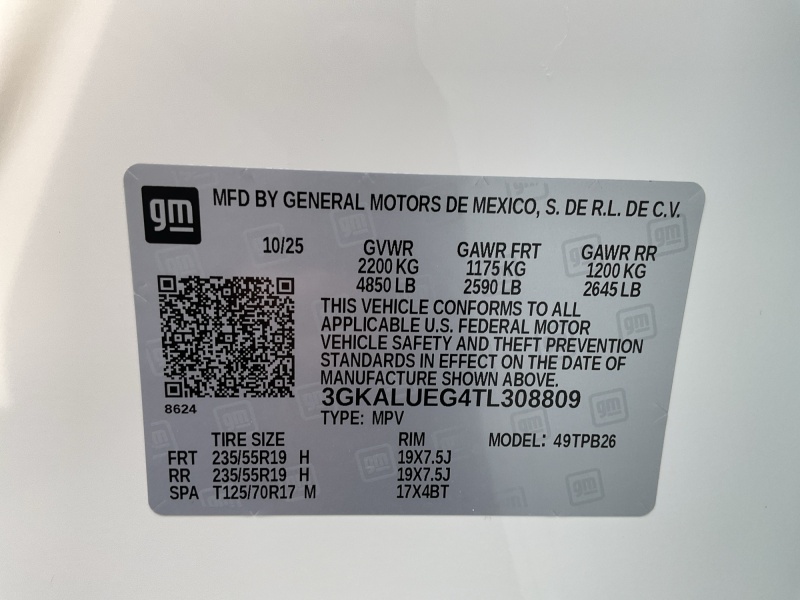 gm MFD BY GENERAL MOTORS DE MEXICO, S. DE R.L. DE C.V.
10/25 GVWR GAWR FRT GAWR RR
2200 KG 1175 KG 1200 KG
4850 LB 2590 LB 2645 LB
THIS VEHICLE CONFORMS TO ALL
APPLICABLE U.S. FEDERAL MOTOR
VEHICLE SAFETY AND THEFT PREVENTION
STANDARDS IN EFFECT ON THE DATE OF
MANUFACTURE SHOWN ABOVE.
3GKALUEG4TL308809
8624
TYPE: MPV
TIRE SIZE RIM MODEL: 49TPB26
FRT 235/55R19 H 19X7.5J
RR 235/55R19 H 19X7.5J
SPA T125/70R17 M 17X4BT